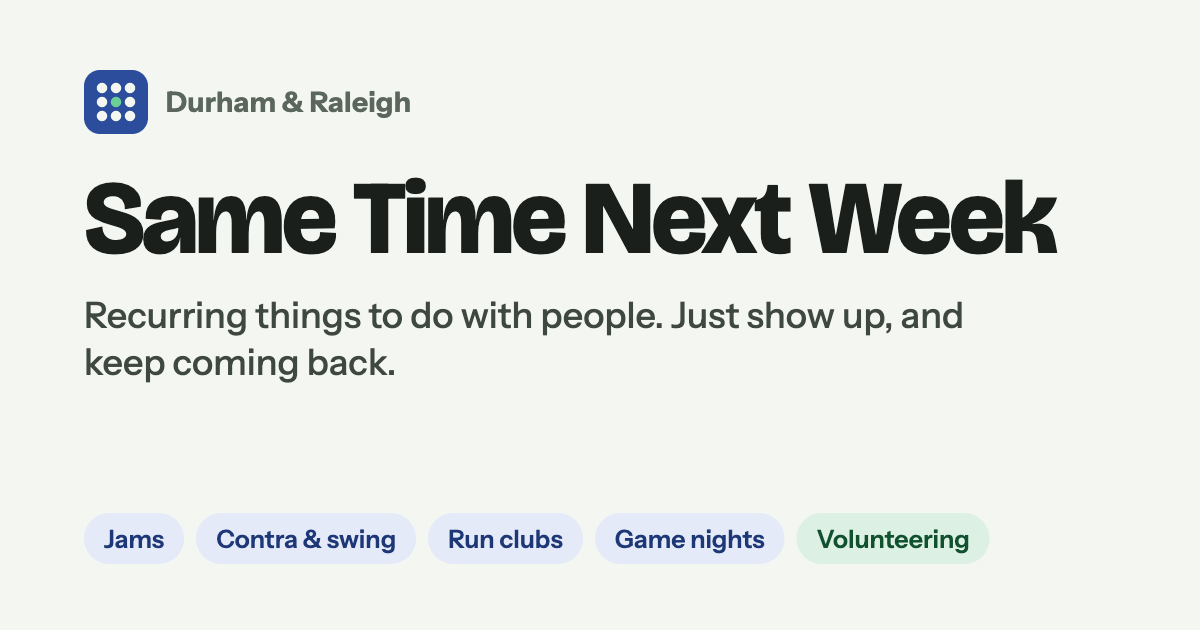 Durham & Raleigh
Same Time Next Week
Recurring things to do with people. Just show up, and
keep coming back.
Jams
Contra & swing
Run clubs
Game nights
Volunteering